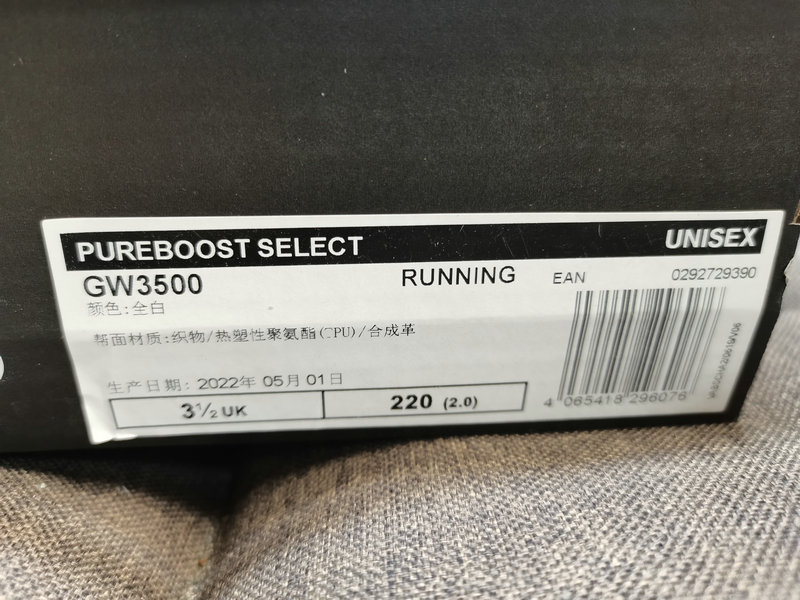 PUREBOOST SELECT
UNISEX
GW3500
RUNNING
EAN
0292729390
颜色:全白
帮面材质:织物/热塑性聚氨酯(TPU)/合成革
生产日期: 2022年 05月 01日
3½ UK
220 (2.0)
4 065418 296076